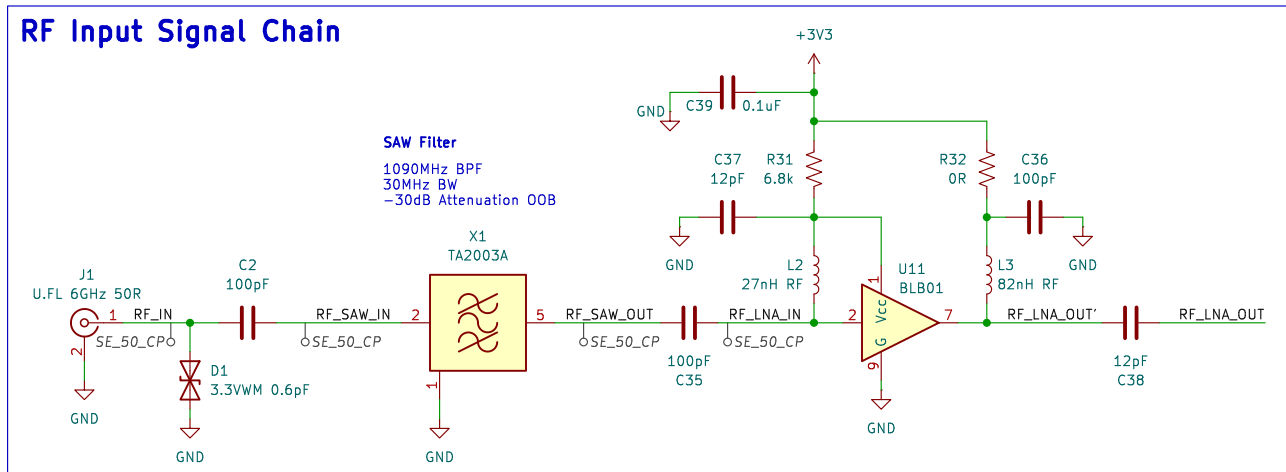 RF Input Signal Chain
+3V3
GND
C39
0.1uF
SAW Filter
1090MHz BPF
30MHz BW
-30dB Attenuation OOB
C37
12pF
R31
6.8k
R32
0R
C36
100pF
GND
GND
X1
TA2003A
J1
U.FL 6GHz 50R
C2
100pF
L2
27nH RF
U11
BLB01
L3
82nH RF
1
RF_IN
RF_SAW_IN
2
5
RF_SAW_OUT
RF_LNA_IN
2
1
Vcc
7
RF_LNA_OUT'
RF_LNA_OUT
2
SE_50_CP
SE_50_CP
SE_50_CP
SE_50_CP
G
9
100pF
C35
12pF
C38
D1
3.3VWM 0.6pF
1
GND
GND
GND
GND